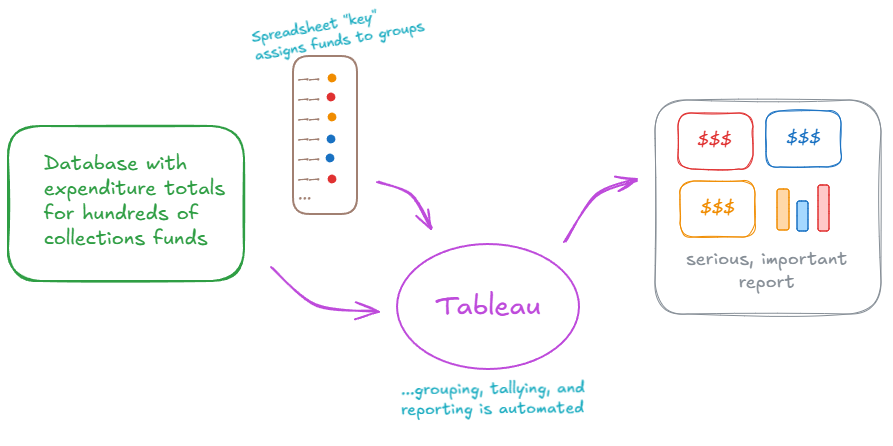 Spreadsheet "key"
assigns funds to groups
...
Database with
expenditure totals
for hundreds of
collections funds
Tableau
...grouping, tallying, and
reporting is automated
$$$
$$$
$$$
serious, important
report